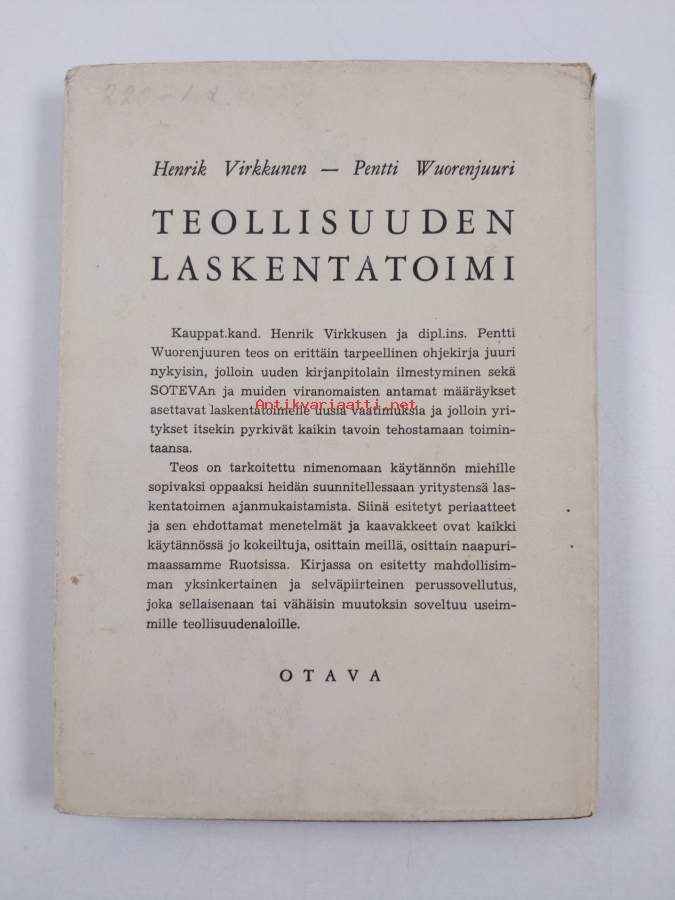 Henrik Virkkunen — Pentti Wuorenjuuri
TEOLLISUUDEN
LASKENTATOIMI
Kauppat.kand. Henrik Virkkusen ja dipl.ins. Pentti
Wuorenjuuren teos on erittäin tarpeellinen ohjekirja juuri
nykyisin, jolloin uuden kirjanpitolain ilmestyminen sekä
SOTEVAn ja muiden viranomaisten antamat määräykset
Antikvariaatti.net
asettavat laskentatoimelle uusia vaatimuksia ja jolloin yri-
tykset itsekin pyrkivät kaikin tavoin tehostamaan toimin-
taansa.
Teos on tarkoitettu nimenomaan käytännön miehille
sopivaksi oppaaksi heidän suunnitellessaan yritystensä las-
kentatoimen ajanmukaistamista. Siinä esitetyt periaatteet
ja sen ehdottamat menetelmät ja kaavakkeet ovat kaikki
käytännössä jo kokeiltuja, osittain meillä, osittain naapuri-
maassamme Ruotsissa. Kirjassa on esitetty mahdollisim-
man yksinkertainen ja selväpiirteinen perussovellutus,
joka sellaisenaan tai vähäisin muutoksin soveltuu useim-
mille teollisuudenaloille.
OTAVA